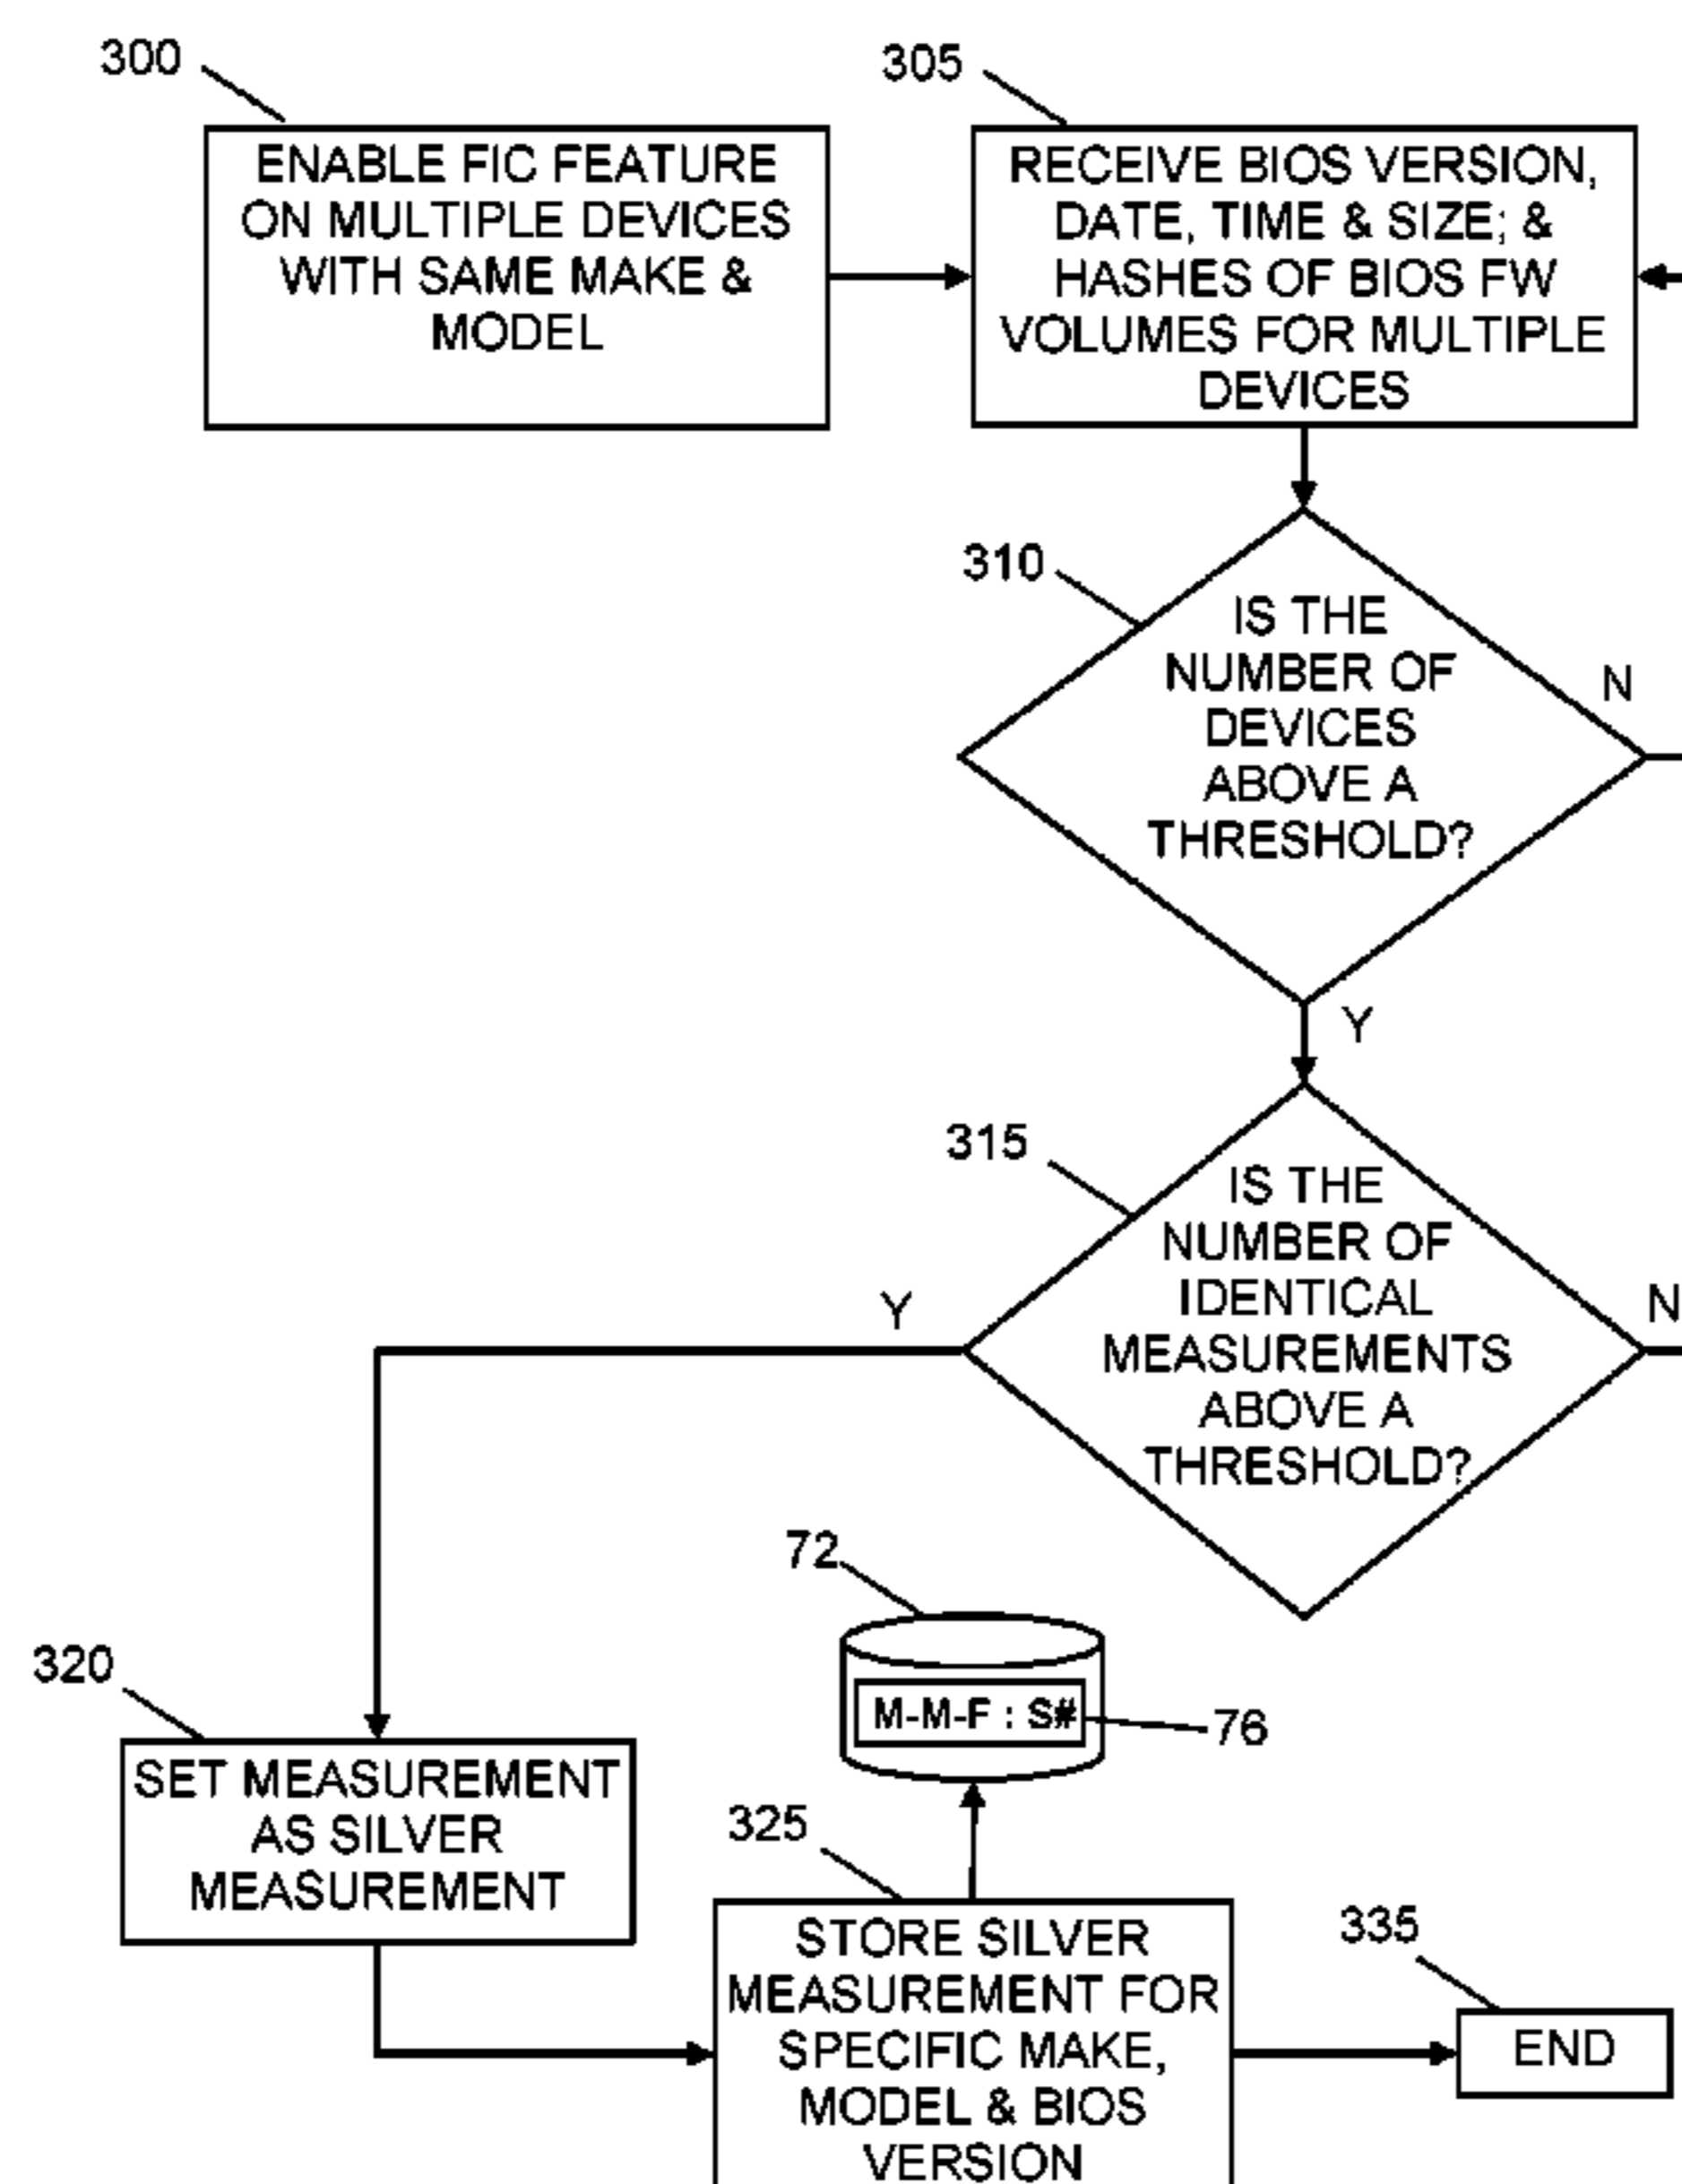 300
ENABLE FIC FEATURE
ON MULTIPLE DEVICES
WITH SAME MAKE &
MODEL
305
RECEIVE BIOS VERSION,
DATE, TIME & SIZE; &
HASHES OF BIOS FW
VOLUMES FOR MULTIPLE
DEVICES
310
IS THE
NUMBER OF
DEVICES
ABOVE A
THRESHOLD?
N
Y
315
IS THE
NUMBER OF
IDENTICAL
MEASUREMENTS
ABOVE A
THRESHOLD?
Y
N
72
M-M-F : S#
76
320
SET MEASUREMENT
AS SILVER
MEASUREMENT
325
STORE SILVER
MEASUREMENT FOR
SPECIFIC MAKE,
MODEL & BIOS
VERSION
335
END